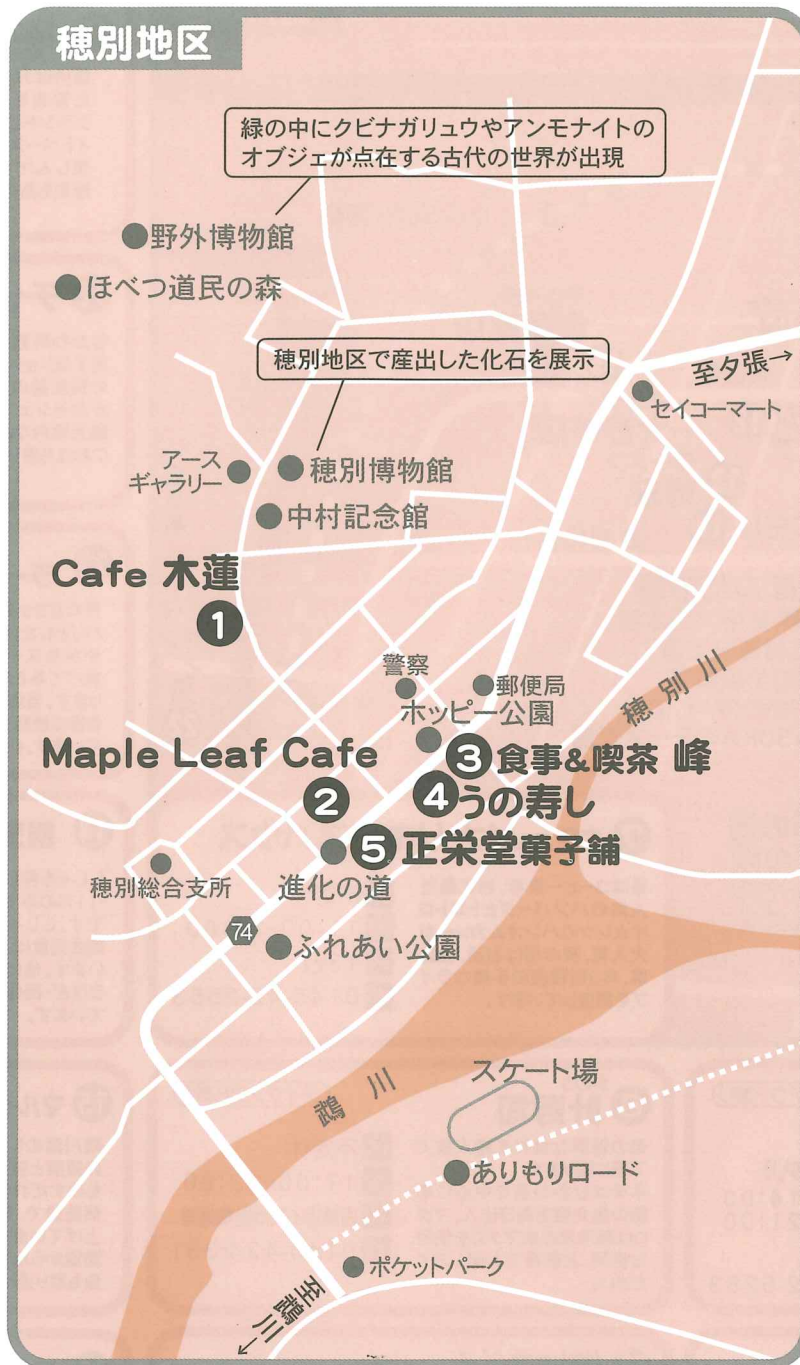 穂別地区
緑の中にクビナガリュウやアンモナイトの
オブジェが点在する古代の世界が出現
●野外博物館
●ほべつ道民の森
穂別地区で産出した化石を展示
至夕張→
セイコーマート
アース
ギャラリー
●穂別博物館
●中村記念館
Cafe 木蓮
1
警察
郵便局
ホッピー公園
穂別川
Maple Leaf Cafe
2
3 食事&喫茶 峰
4 うの寿し
5 正栄堂菓子舗
穂別総合支所
進化の道
74
●ふれあい公園
鵡川
スケート場
●ありもりロード
●ポケットパーク
至鵡川→